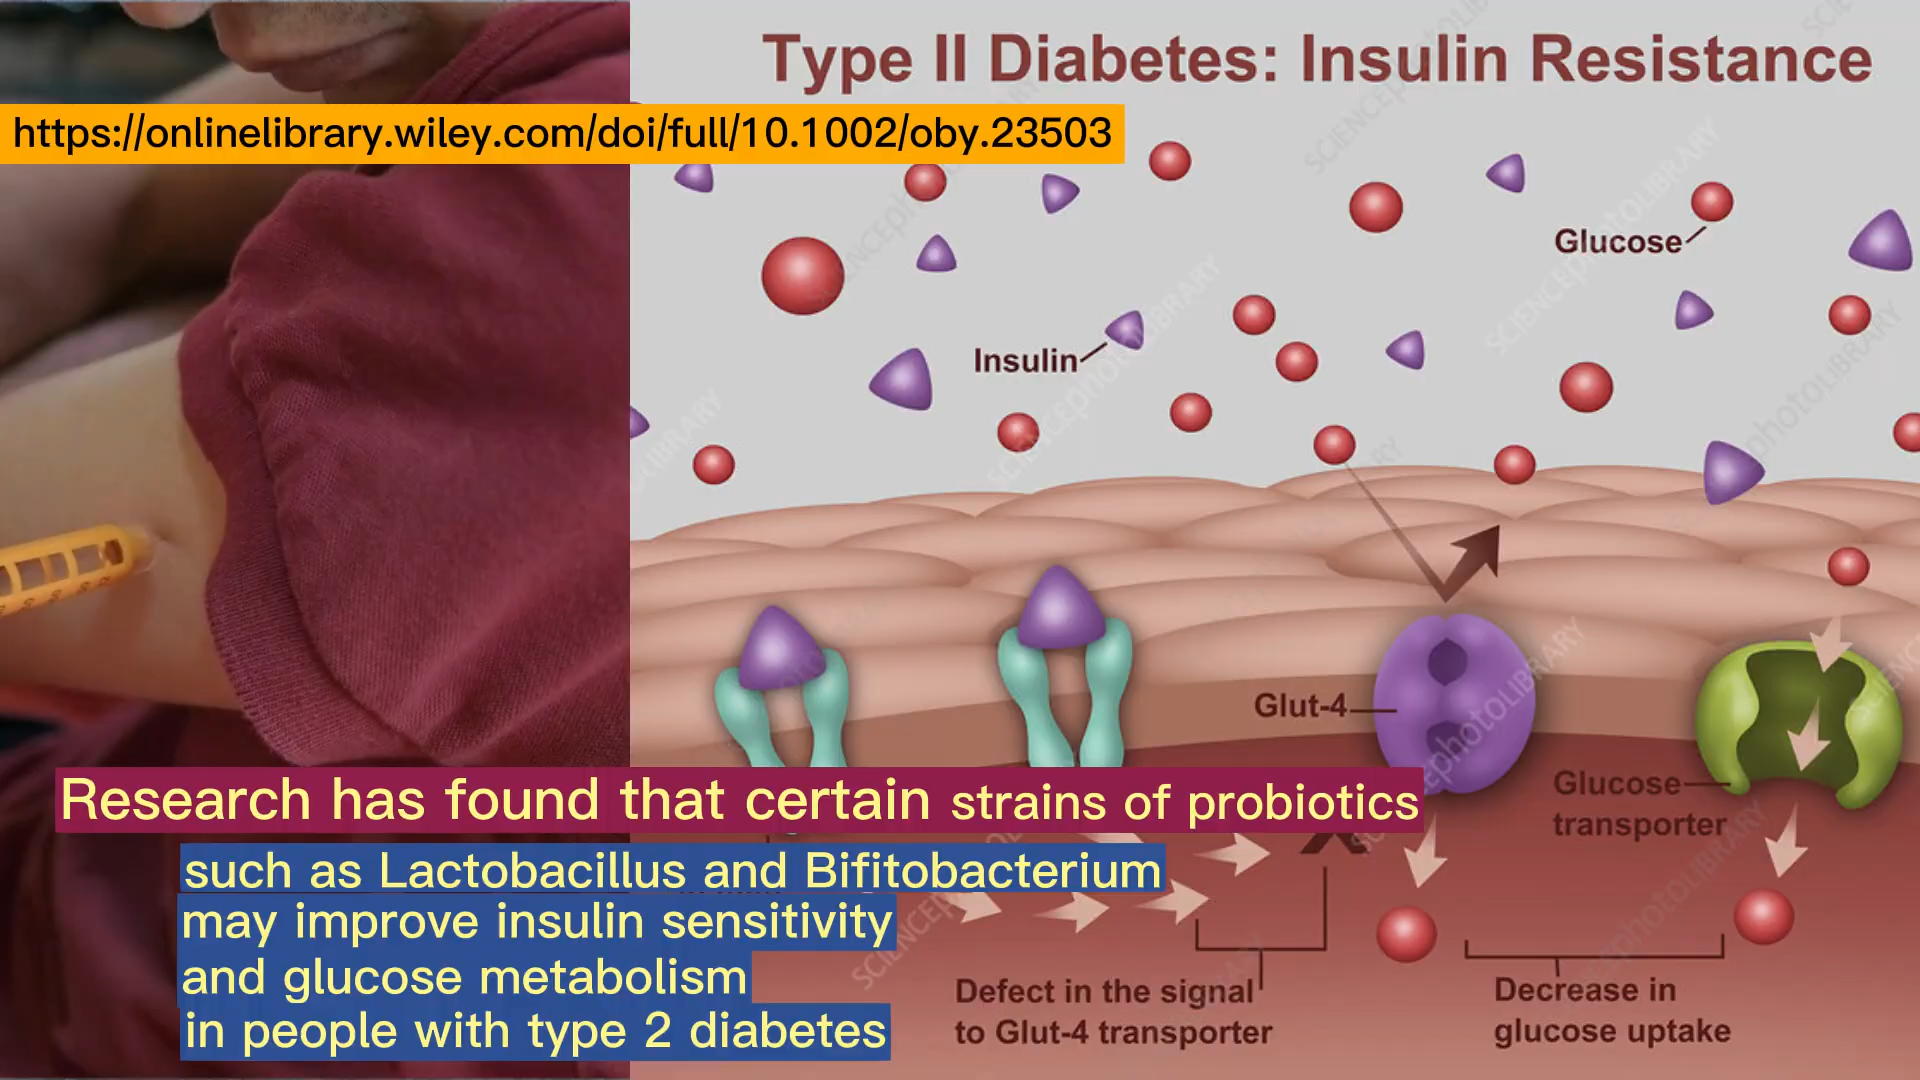 Type II Diabetes: Insulin Resistance
https://onlinelibrary.wiley.com/doi/full/10.1002/oby.23503
Glucose
Insulin
Glut-4
Glucose
transporter
Research has found that certain strains of probiotics
such as Lactobacillus and Bifitobacterium
may improve insulin sensitivity
and glucose metabolism
in people with type 2 diabetes
Defect in the signal
to Glut-4 transporter
Decrease in
glucose uptake
SCIENCEphotoLIBRARY